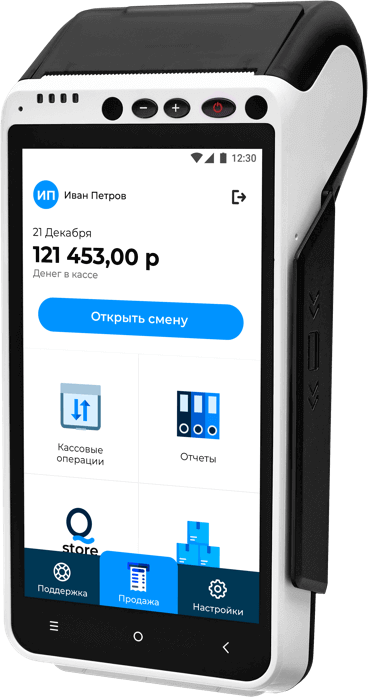 12:30
ИП Иван Петров
21 Декабря
121 453,00 р
Денег в кассе
Открыть смену
Кассовые
операции
Отчеты
Q
store
Поддержка
Продажа
Настройки